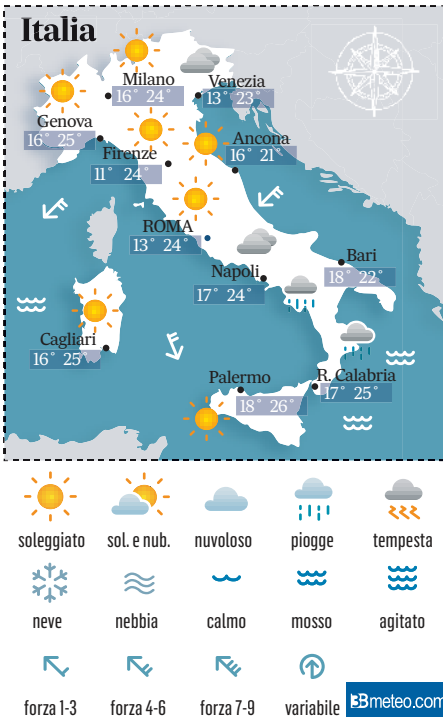 Italia
Milano
16° 24°
Venezia
13° 23°
Genova
16° 25°
Ancona
16° 21°
Firenze
11° 24°
ROMA
13° 24°
Bari
18° 22°
Napoli
17° 24°
Cagliari
16° 25°
Palermo
18° 26°
R. Calabria
17° 25°
soleggiato sol. e nub. nuvoloso piogge tempesta
neve nebbia calmo mosso agitato
forza 1-3 forza 4-6 forza 7-9 variabile
3Bmeteo.com